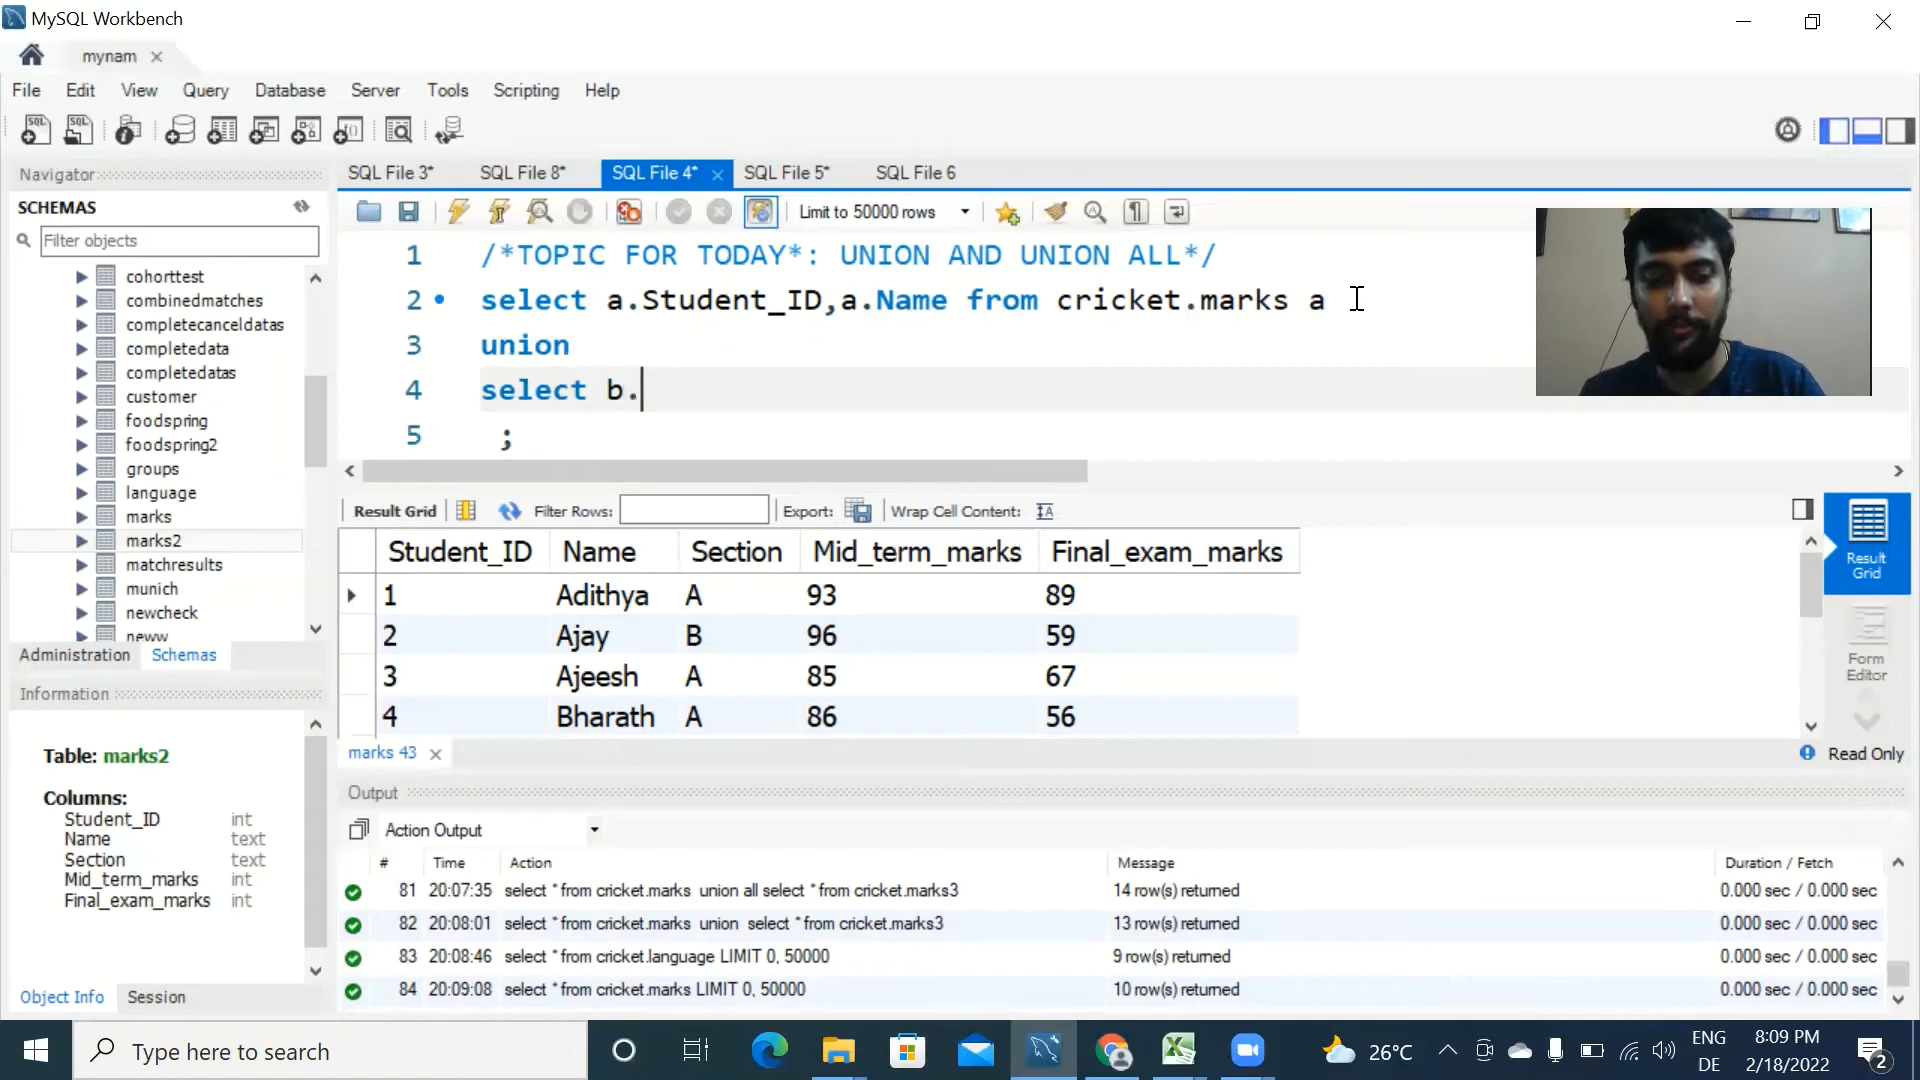 MySQL Workbench
mynam
File Edit View Query Database Server Tools Scripting Help
Navigator
SCHEMAS
Filter objects
cohorttest
combinedmatches
completecanceldatas
completedata
completedatas
customer
foodspring
foodspring2
groups
language
marks
marks2
matchresults
munich
newcheck
neww
Administration Schemas
Information
Table: marks2
Columns:
Student_ID int
Name text
Section text
Mid_term_marks int
Final_exam_marks int
Object Info Session
SQL File 3* SQL File 8* SQL File 4* SQL File 5* SQL File 6
Limit to 50000 rows
1 /*TOPIC FOR TODAY*: UNION AND UNION ALL*/
2 select a.Student_ID,a.Name from cricket.marks a
3 union
4 select b.
5 ;
Result Grid Filter Rows: Export: Wrap Cell Content:
Student_ID Name Section Mid_term_marks Final_exam_marks
1 Adithya A 93 89
2 Ajay B 96 59
3 Ajeesh A 85 67
4 Bharath A 86 56
Result
Grid
Form
Editor
marks 43
Read Only
Output
Action Output
# Time Action Message Duration / Fetch
81 20:07:35 select * from cricket.marks union all select * from cricket.marks3 14 row(s) returned 0.000 sec / 0.000 sec
82 20:08:01 select * from cricket.marks union select * from cricket.marks3 13 row(s) returned 0.000 sec / 0.000 sec
83 20:08:46 select * from cricket.language LIMIT 0, 50000 9 row(s) returned 0.000 sec / 0.000 sec
84 20:09:08 select * from cricket.marks LIMIT 0, 50000 10 row(s) returned 0.000 sec / 0.000 sec
Type here to search
26°C
ENG
DE
8:09 PM
2/18/2022
2